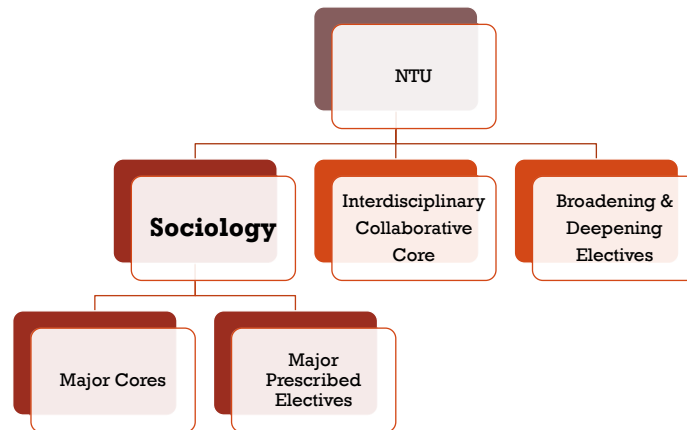 NTU
Sociology
Interdisciplinary
Collaborative
Core
Broadening &
Deepening
Electives
Major Cores
Major
Prescribed
Electives